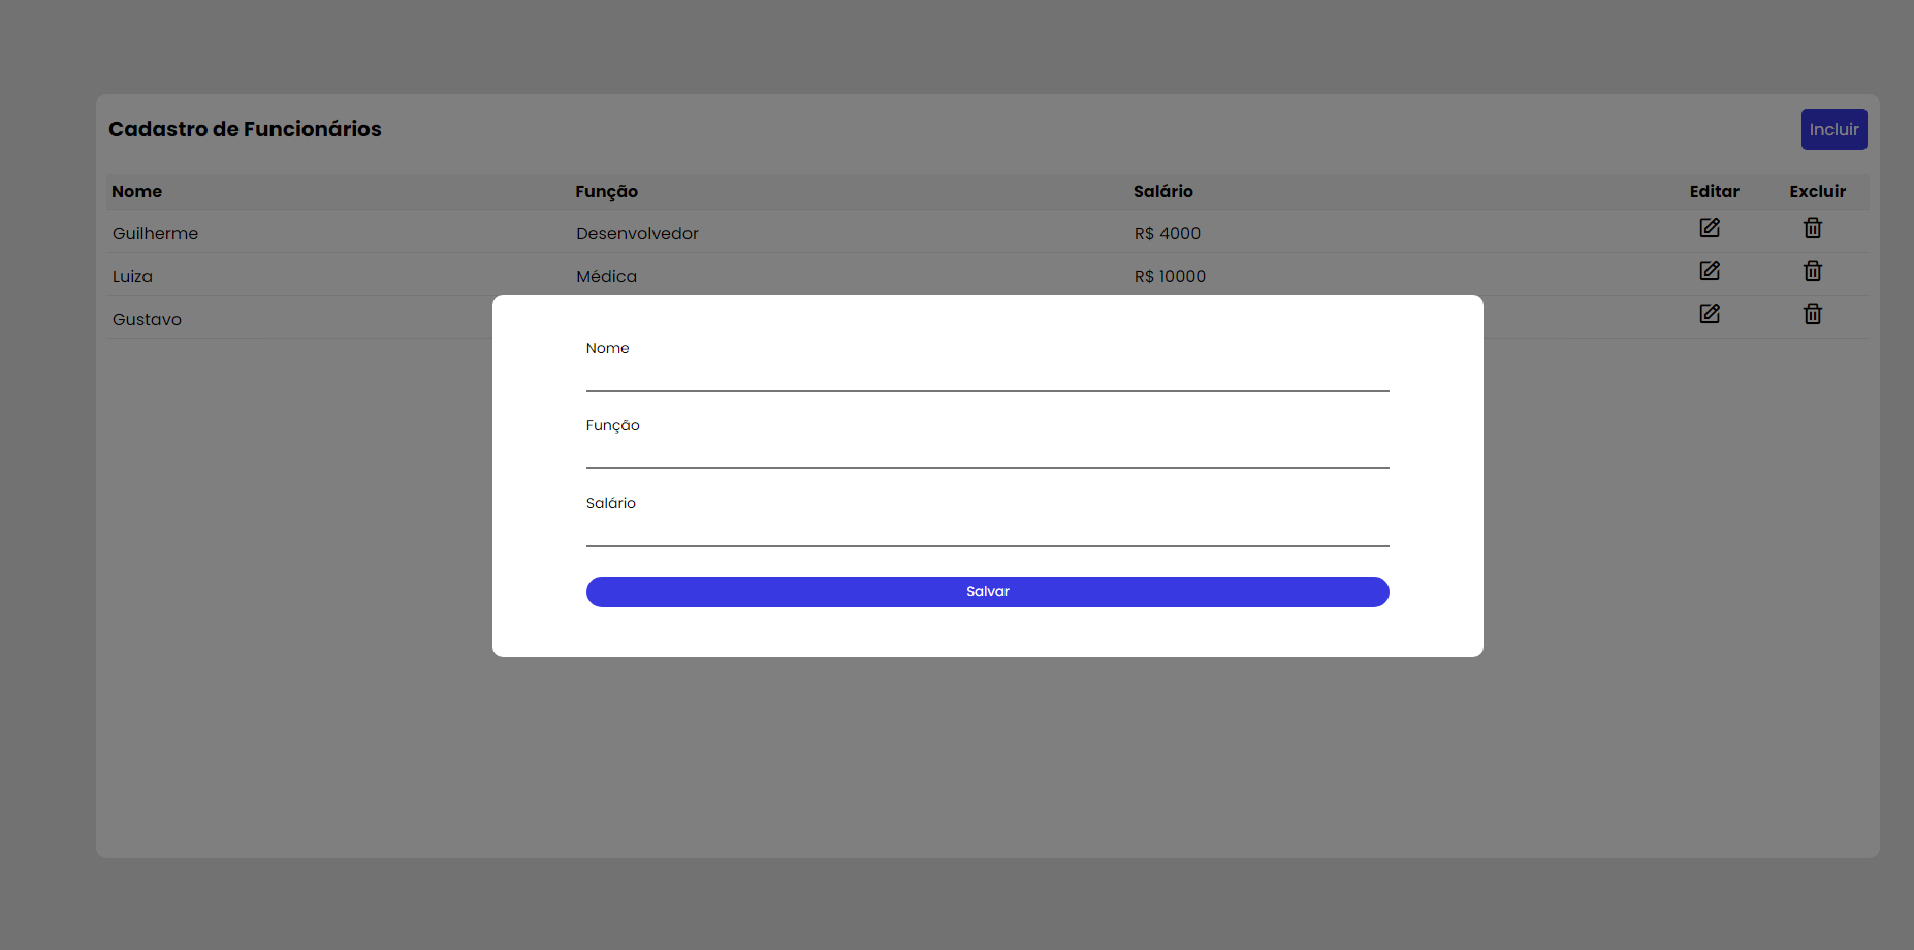 Cadastro de Funcionários
Incluir
Nome Função Salário Editar Excluir
Guilherme Desenvolvedor R$ 4000
Luiza Médica R$ 10000
Gustavo
Nome
Função
Salário
Salvar